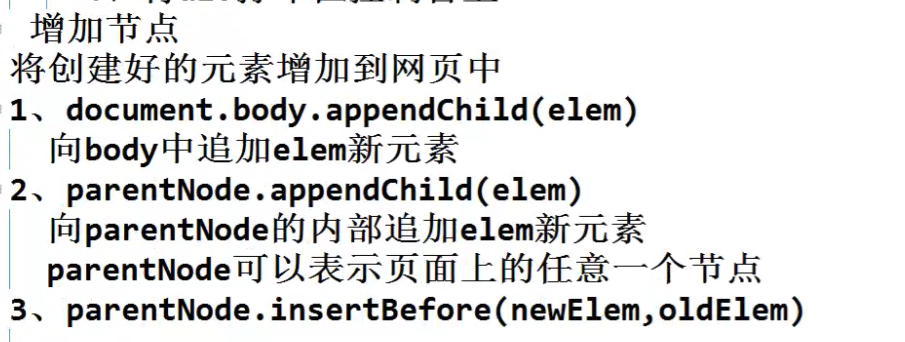 增加节点
将创建好的元素增加到网页中
1、document.body.appendChild(elem)
向body中追加elem新元素
2、parentNode.appendChild(elem)
向parentNode的内部追加elem新元素
parentNode可以表示页面上的任意一个节点
3、parentNode.insertBefore(newElem,oldElem)